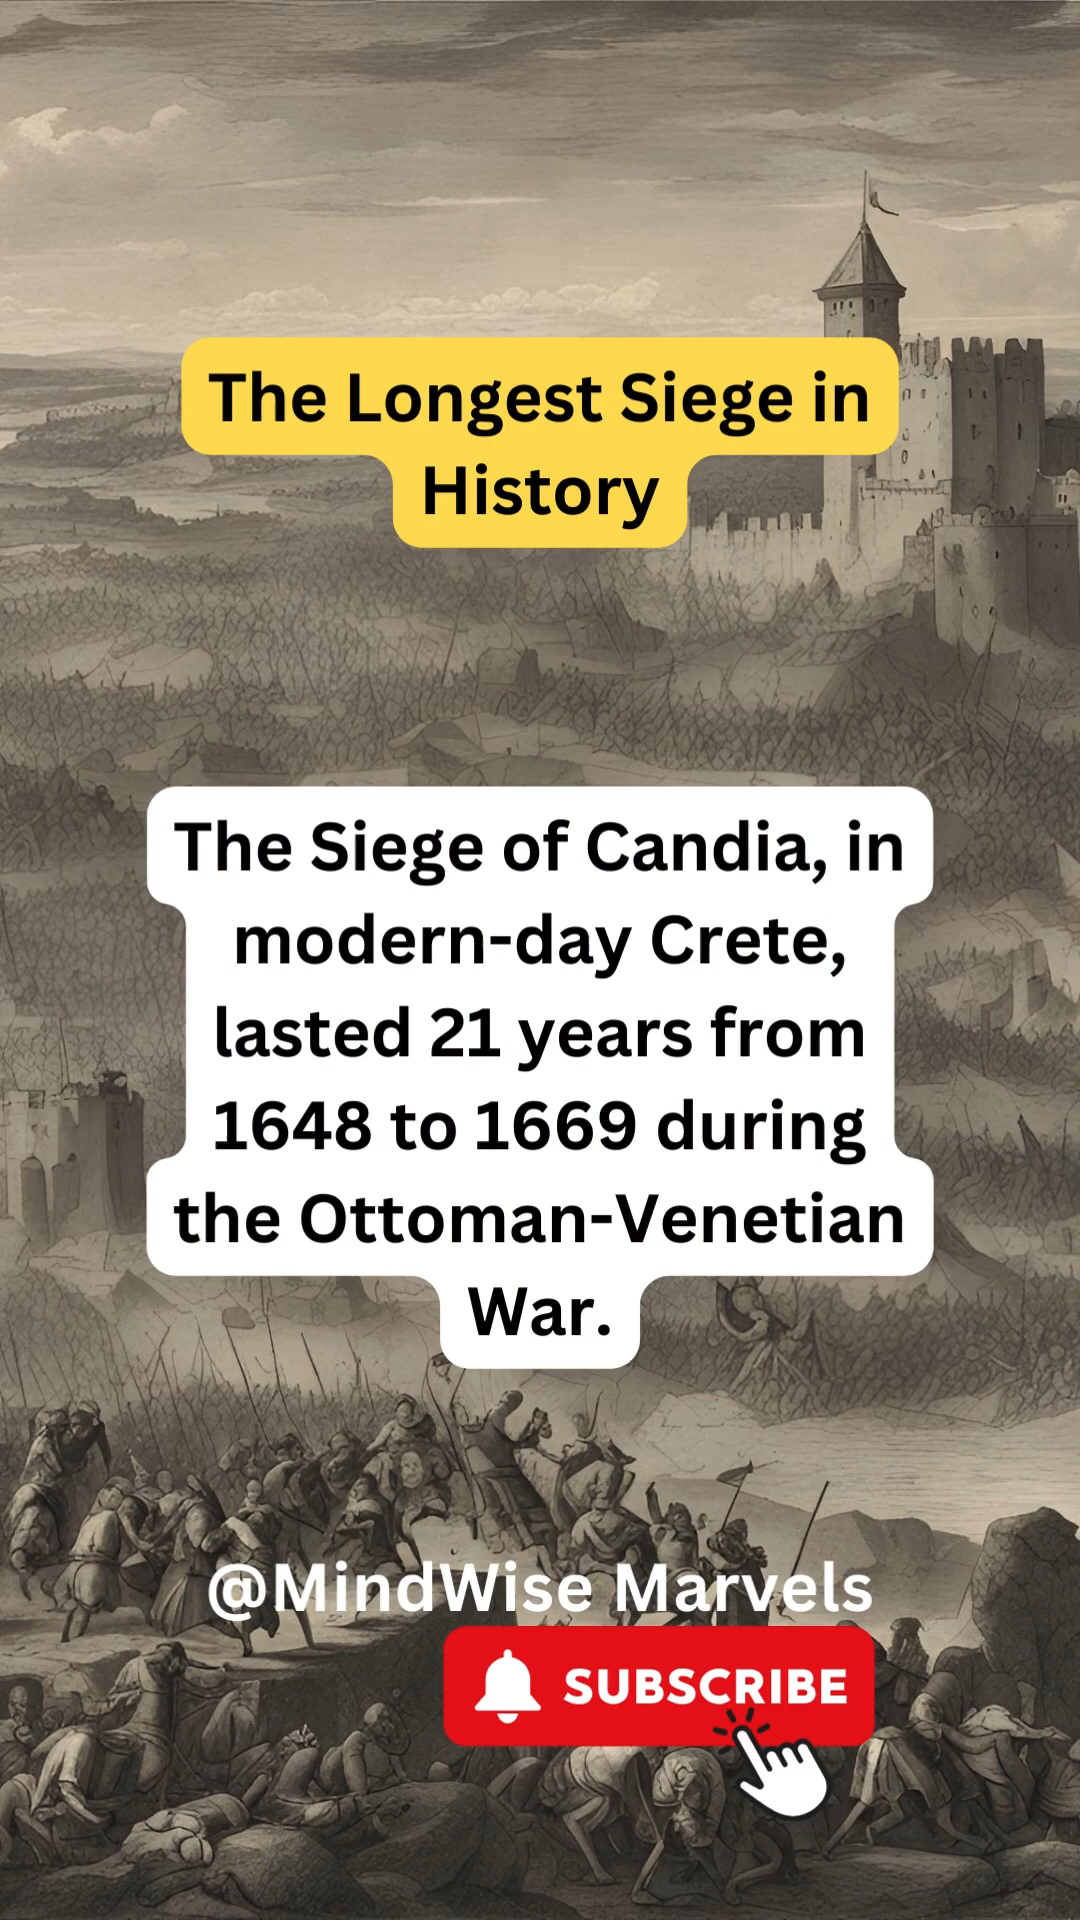 The Longest Siege in
History
The Siege of Candia, in
modern-day Crete,
lasted 21 years from
1648 to 1669 during
the Ottoman-Venetian
War.
@MindWise Marvels
SUBSCRIBE